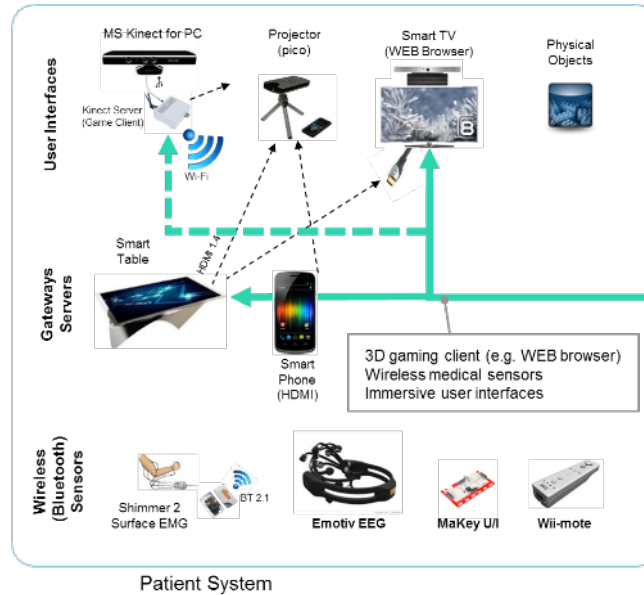 MS Kinect for PC
Projector
(pico)
Smart TV
(WEB Browser)
Physical
Objects
User Interfaces
Kinect Server
(Game Client)
Wi-Fi
8
HDMI 1.4
Smart
Table
Gateways
Servers
Smart
Phone
(HDMI)
3D gaming client (e.g. WEB browser)
Wireless medical sensors
Immersive user interfaces
Wireless
(Bluetooth)
Sensors
Shimmer 2
Surface EMG
BT 2.1
Emotiv EEG
MaKey U/I
Wii-mote
Patient System